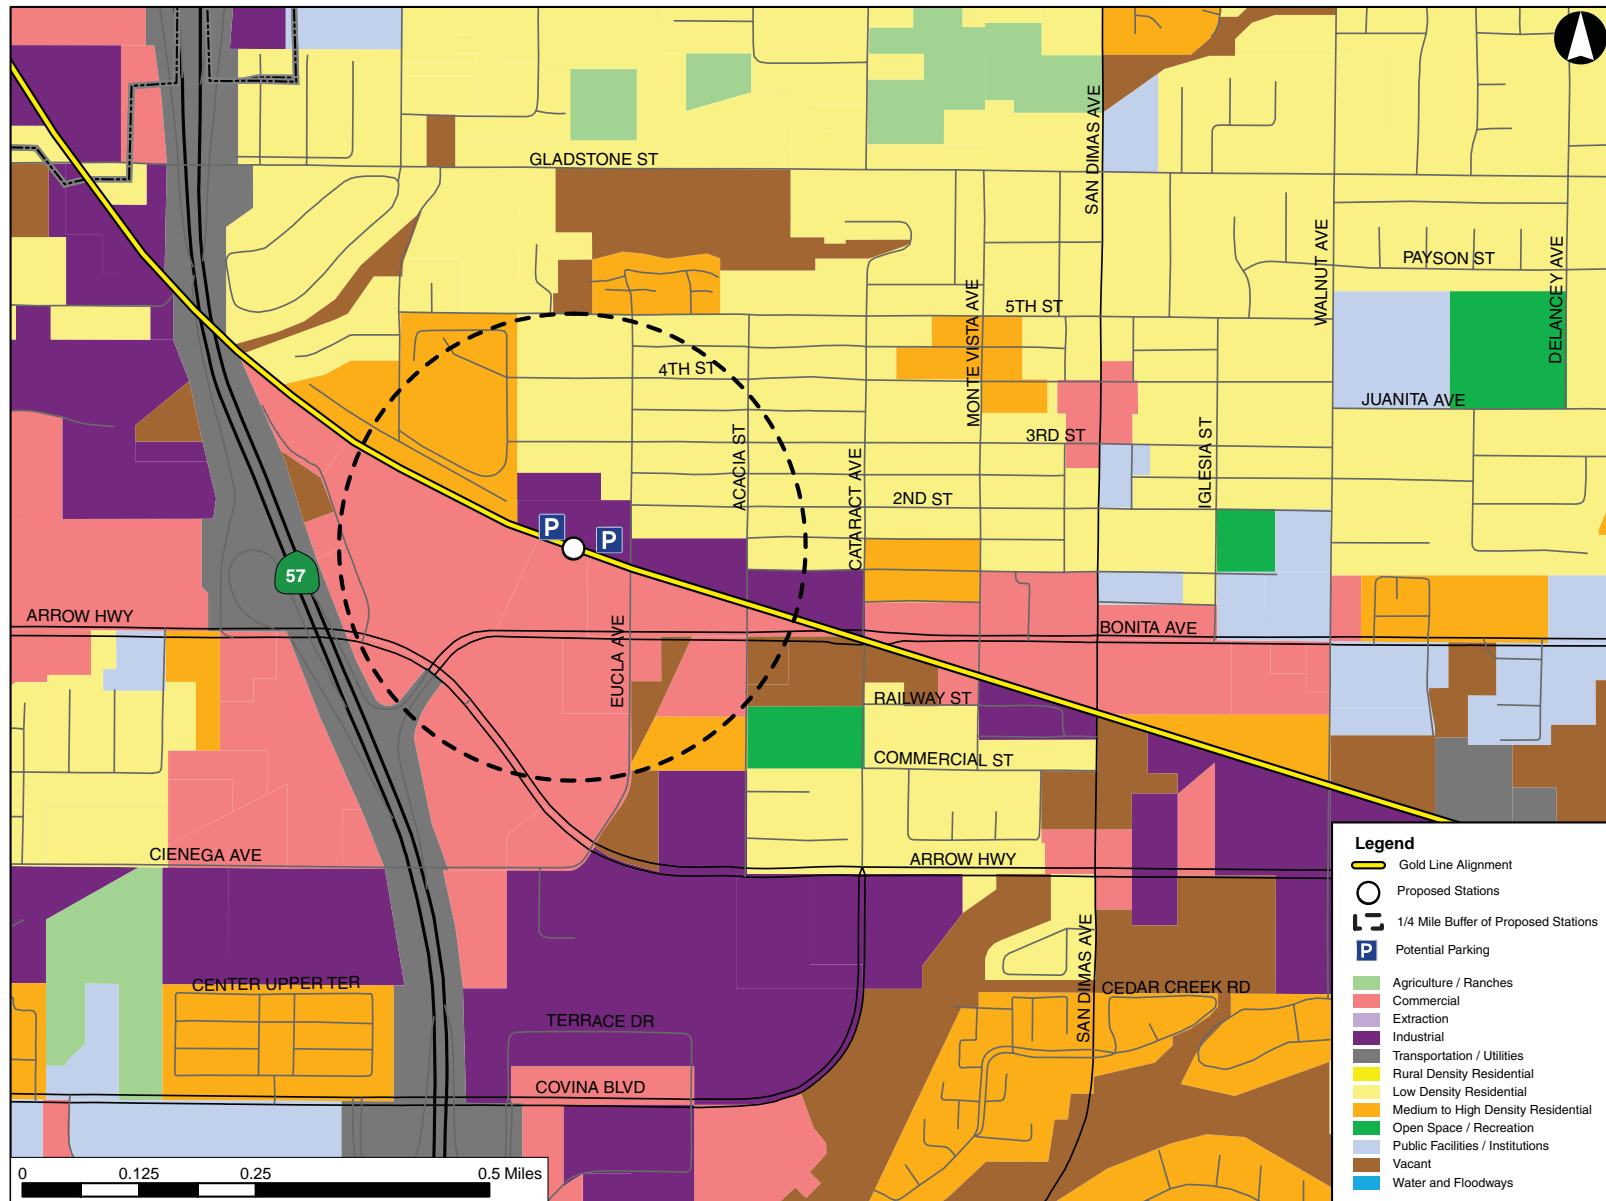 GLADSTONE ST
SAN DIMAS AVE
WALNUT AVE
PAYSON ST
DELANCEY AVE
MONTE VISTA AVE
5TH ST
4TH ST
JUANITA AVE
3RD ST
ACACIA ST
CATARACT AVE
IGLESIA ST
2ND ST
P
P
57
ARROW HWY
EUCLA AVE
BONITA AVE
RAILWAY ST
COMMERCIAL ST
CIENEGA AVE
ARROW HWY
SAN DIMAS AVE
CENTER UPPER TER
CEDAR CREEK RD
TERRACE DR
COVINA BLVD
0 0.125 0.25 0.5 Miles
Legend
Gold Line Alignment
Proposed Stations
1/4 Mile Buffer of Proposed Stations
P Potential Parking
Agriculture / Ranches
Commercial
Extraction
Industrial
Transportation / Utilities
Rural Density Residential
Low Density Residential
Medium to High Density Residential
Open Space / Recreation
Public Facilities / Institutions
Vacant
Water and Floodways